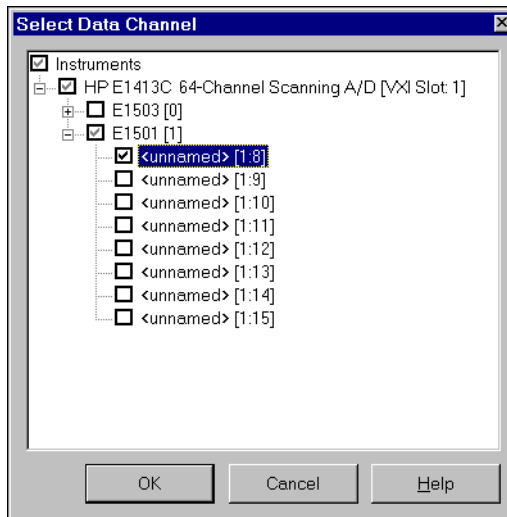 Select Data Channel
Instruments
HP E1413C 64-Channel Scanning A/D [VXI Slot: 1]
E1503 [0]
E1501 [1]
<unnamed> [1:8]
<unnamed> [1:9]
<unnamed> [1:10]
<unnamed> [1:11]
<unnamed> [1:12]
<unnamed> [1:13]
<unnamed> [1:14]
<unnamed> [1:15]
OK Cancel Help